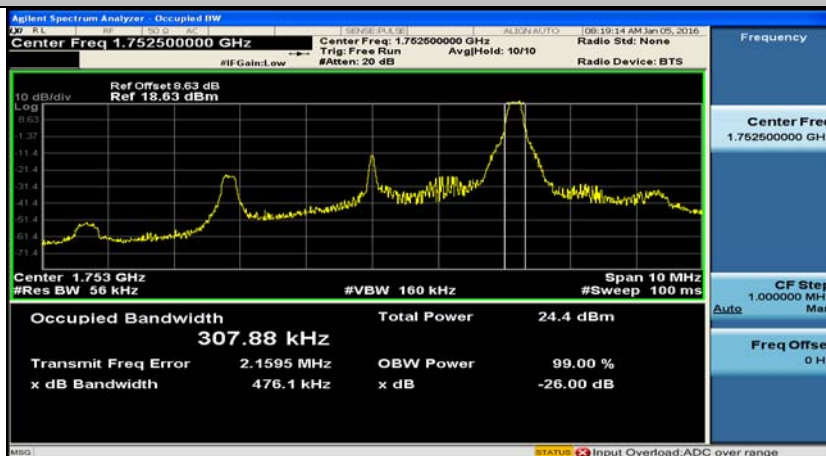 Agilent Spectrum Analyzer - Occupied BW
RL RF 50 Ω AC SENSE:PULSE ALIGN AUTO 08:19:14 AM Jan 05, 2016
Center Freq 1.752500000 GHz Center Freq: 1.752500000 GHz Radio Std: None
Trig: Free Run Avg|Hold: 10/10
#IFGain:Low #Atten: 20 dB Radio Device: BTS
Ref Offset 8.63 dB
10 dB/div Ref 18.63 dBm
Log
8.63
-1.37
-11.4
-21.4
-31.4
-41.4
-51.4
-61.4
-71.4
Center 1.753 GHz Span 10 MHz
#Res BW 56 kHz #VBW 160 kHz #Sweep 100 ms
Occupied Bandwidth Total Power 24.4 dBm
307.88 kHz
Transmit Freq Error 2.1595 MHz OBW Power 99.00 %
x dB Bandwidth 476.1 kHz x dB -26.00 dB
MSG STATUS Input Overload;ADC over range
Frequency
Center Freq
1.752500000 GH
CF Step
1.000000 MH
Auto Ma
Freq Offse
0 H